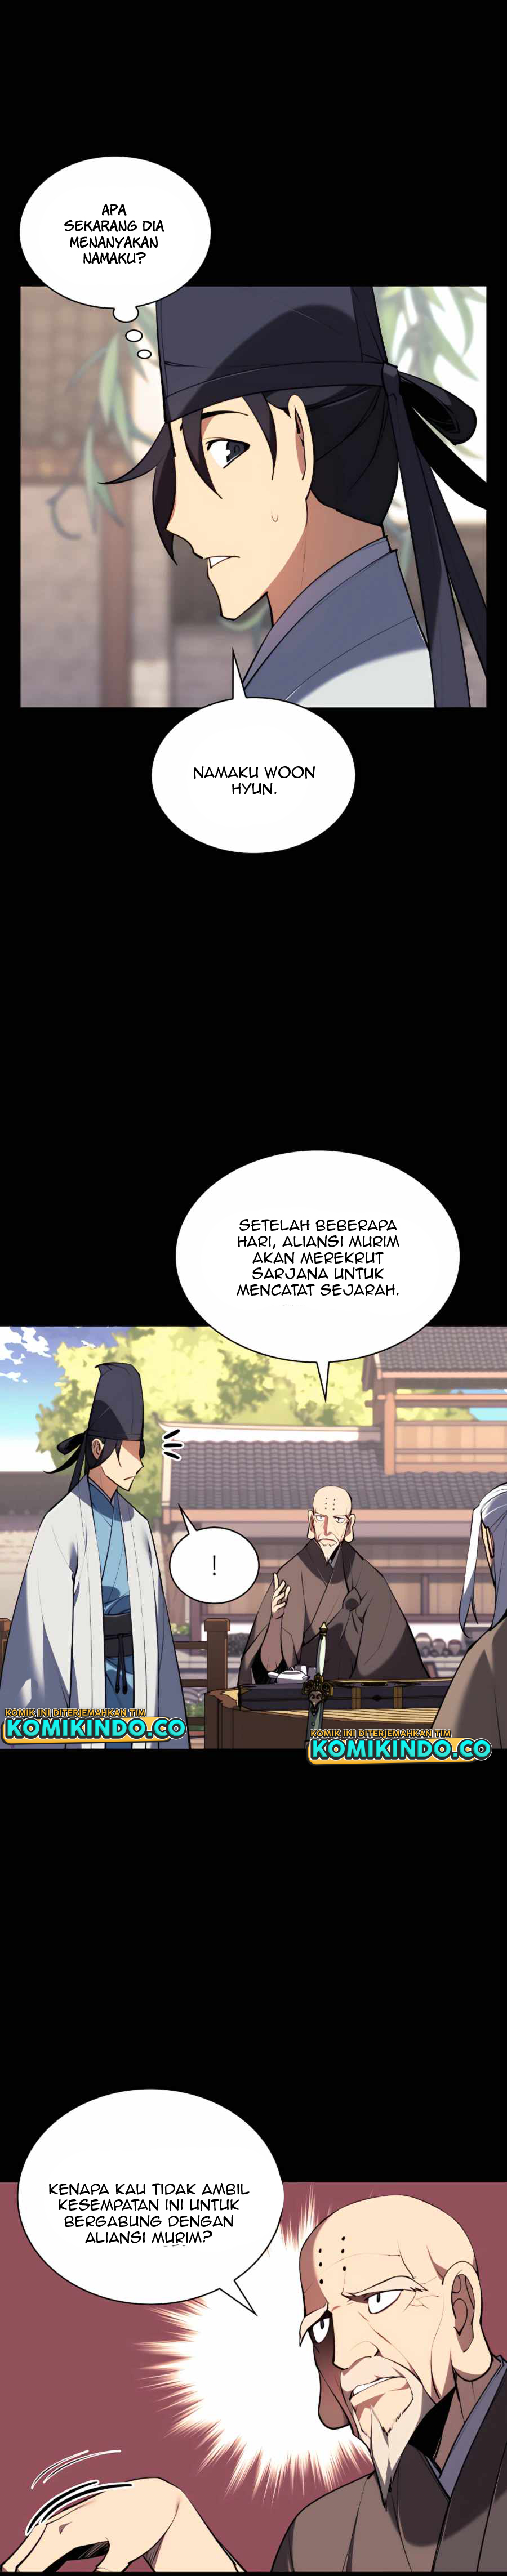 APA
SEKARANG DIA
MENANYAKAN
NAMAKU?
NAMAKU WOON
HYUN.
SETELAH BEBERAPA
HARI, ALIANSI MURIM
AKAN MEREKRUT
SARJANA UNTUK
MENCATAT SEJARAH.
!
KOMIK INI DITERJEMAHKAN TIM
KOMIKINDO.CO
KOMIK INI DITERJEMAHKAN TIM
KOMIKINDO.CO
KENAPA KAU TIDAK AMBIL
KESEMPATAN INI UNTUK
BERGABUNG DENGAN
ALIANSI MURIM?